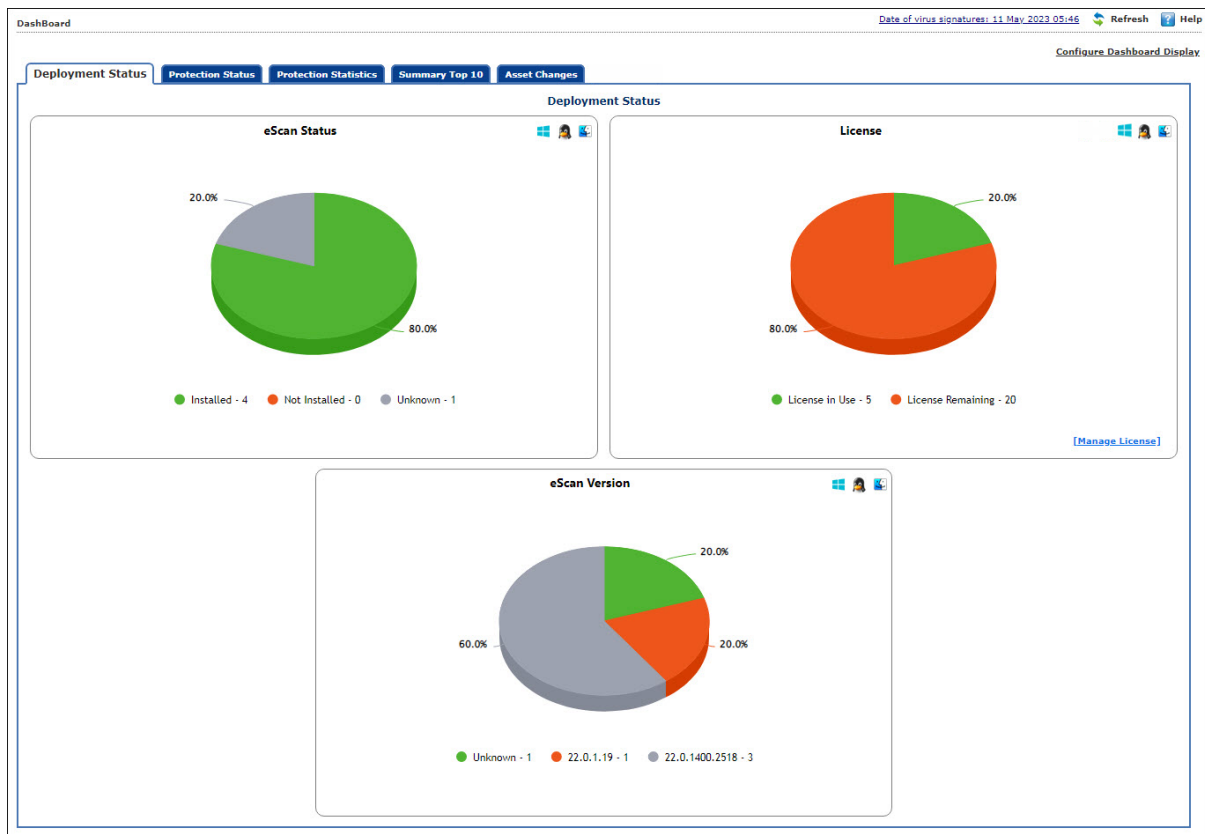 DashBoard
Date of virus signatures: 11 May 2023 05:46 Refresh ? Help
Configure Dashboard Display
Deployment Status Protection Status Protection Statistics Summary Top 10 Asset Changes
Deployment Status
eScan Status
20.0%
80.0%
Installed - 4 Not Installed - 0 Unknown - 1
License
20.0%
80.0%
License in Use - 5 License Remaining - 20
[Manage License]
eScan Version
20.0%
60.0%
20.0%
Unknown - 1 22.0.1.19 - 1 22.0.1400.2518 - 3